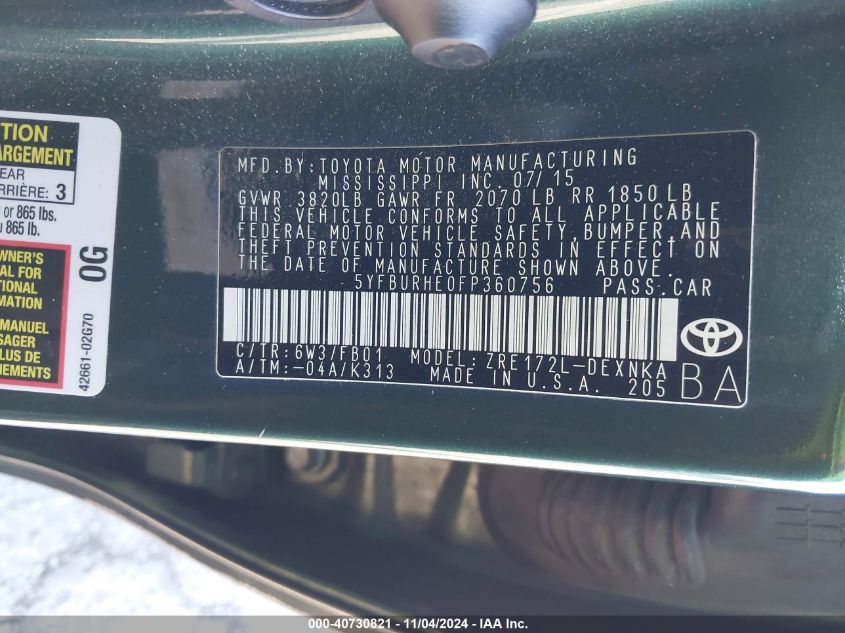 TION
ARGEMENT
EAR
ARRIÈRE: 3
or 865 lbs.
865 lb.
WNER'S
AL FOR
TIONAL
MATION
MANUEL
SAGER
LUS DE
QUEMENTS.
0G
42661-02G70
MFD.BY:TOYOTA MOTOR MANUFACTURING
MISSISSIPPI INC. 07/15
GVWR 3820LB GAWR FR 2070 LB RR 1850 LB
THIS VEHICLE CONFORMS TO ALL APPLICABLE
FEDERAL MOTOR VEHICLE SAFETY,BUMPER,AND
THEFT PREVENTION STANDARDS IN EFFECT ON
THE DATE OF MANUFACTURE SHOWN ABOVE.
5YFBURHE0FP360756 PASS.CAR
C/TR:6W3/FB01 MODEL:ZRE172L-DEXNKA
A/TM:-04A/K313 MADE IN U.S.A. 205
BA
000-40730821 - 11/04/2024 - IAA Inc.